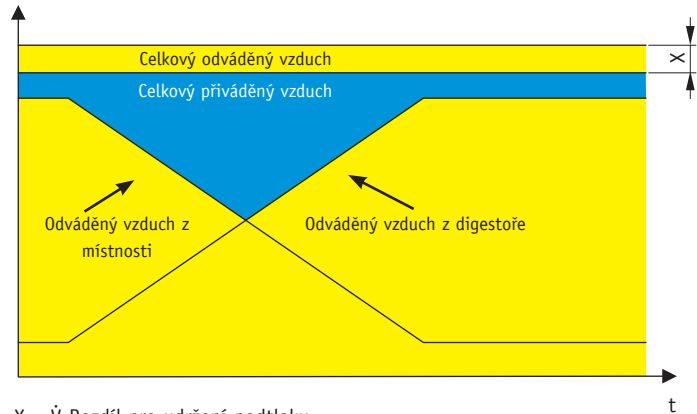 Celkový odváděný vzduch
X
Celkový přiváděný vzduch
Odváděný vzduch z
místnosti
Odváděný vzduch z digestoře
t